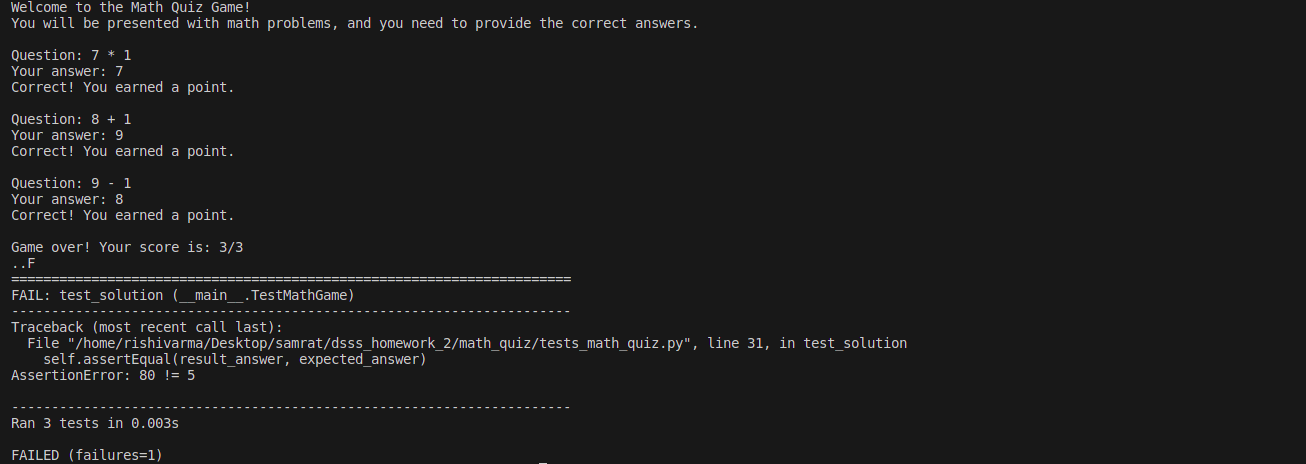 Welcome to the Math Quiz Game!
You will be presented with math problems, and you need to provide the correct answers.
Question: 7 * 1
Your answer: 7
Correct! You earned a point.
Question: 8 + 1
Your answer: 9
Correct! You earned a point.
Question: 9 - 1
Your answer: 8
Correct! You earned a point.
Game over! Your score is: 3/3
..F
======================================================================
FAIL: test_solution (__main__.TestMathGame)
----------------------------------------------------------------------
Traceback (most recent call last):
  File "/home/rishivarma/Desktop/samrat/dsss_homework_2/math_quiz/tests_math_quiz.py", line 31, in test_solution
    self.assertEqual(result_answer, expected_answer)
AssertionError: 80 != 5
----------------------------------------------------------------------
Ran 3 tests in 0.003s
FAILED (failures=1)